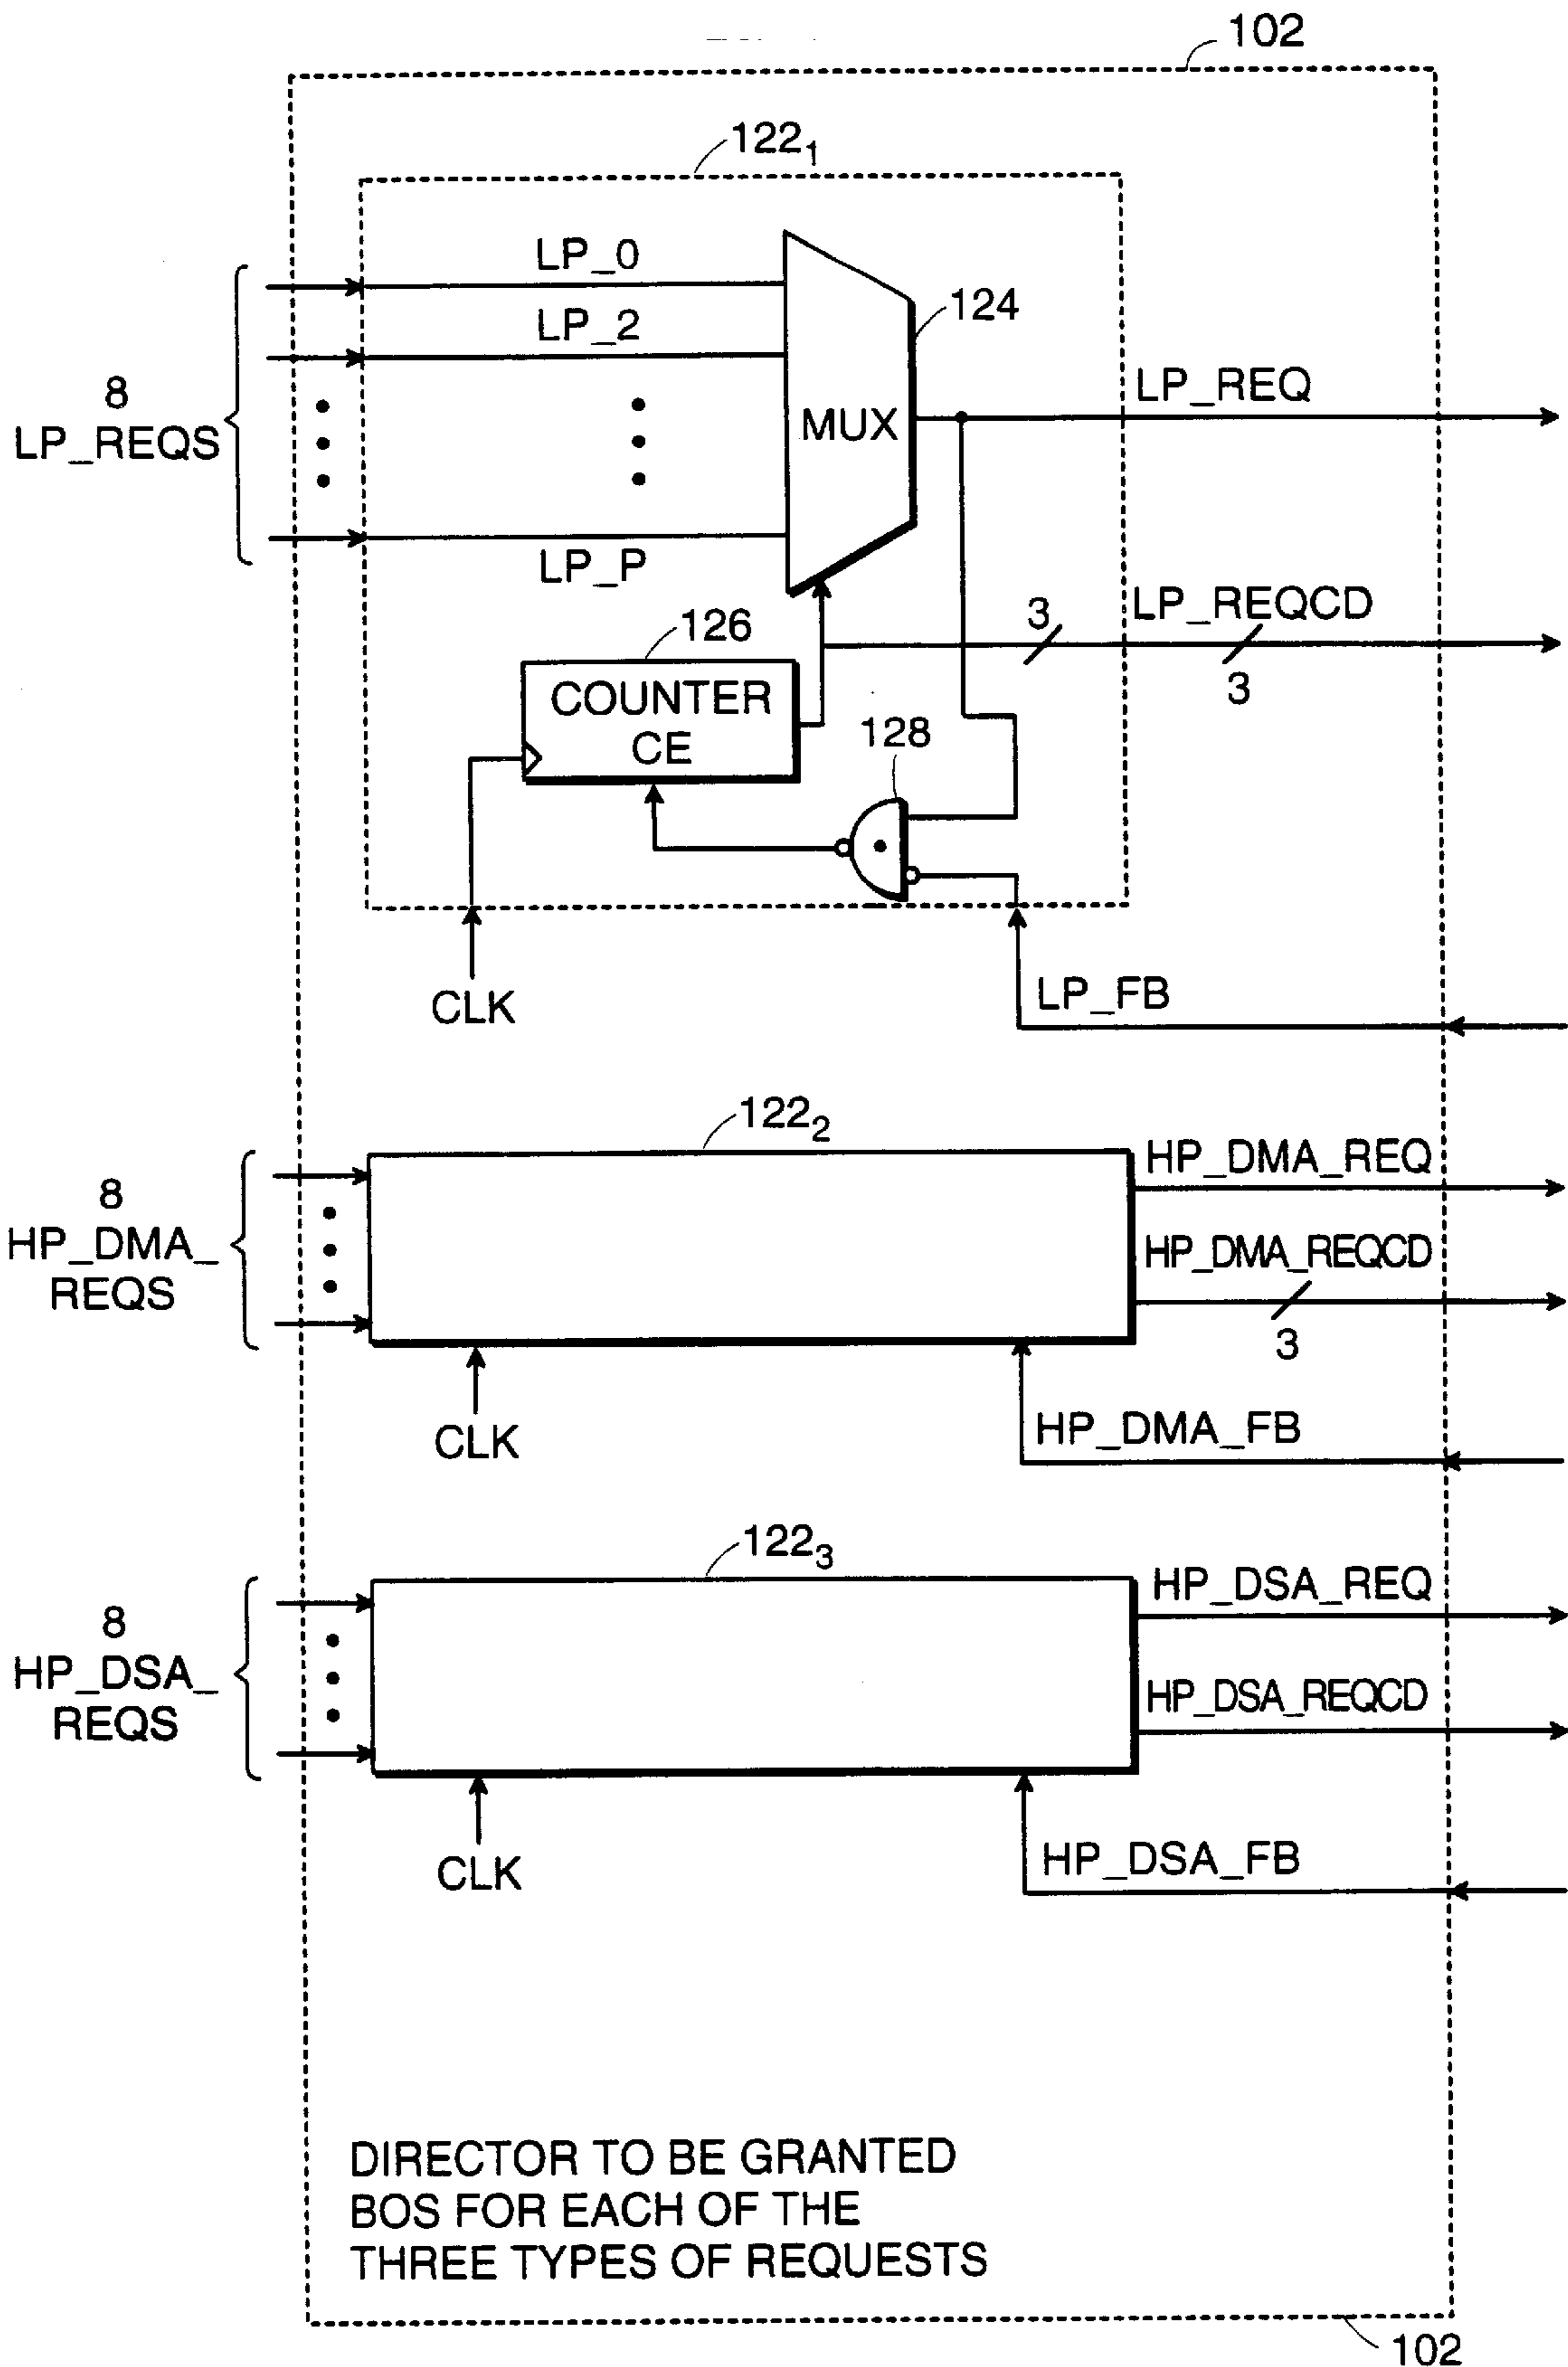 102
122₁
LP_0
LP_2
124
8
LP_REQS
MUX
LP_REQ
LP_P
3
LP_REQCD
3
126
COUNTER
CE
128
CLK
LP_FB
122₂
8
HP_DMA_
REQS
HP_DMA_REQ
HP_DMA_REQCD
3
CLK
HP_DMA_FB
122₃
8
HP_DSA_
REQS
HP_DSA_REQ
HP_DSA_REQCD
CLK
HP_DSA_FB
DIRECTOR TO BE GRANTED
BOS FOR EACH OF THE
THREE TYPES OF REQUESTS
102